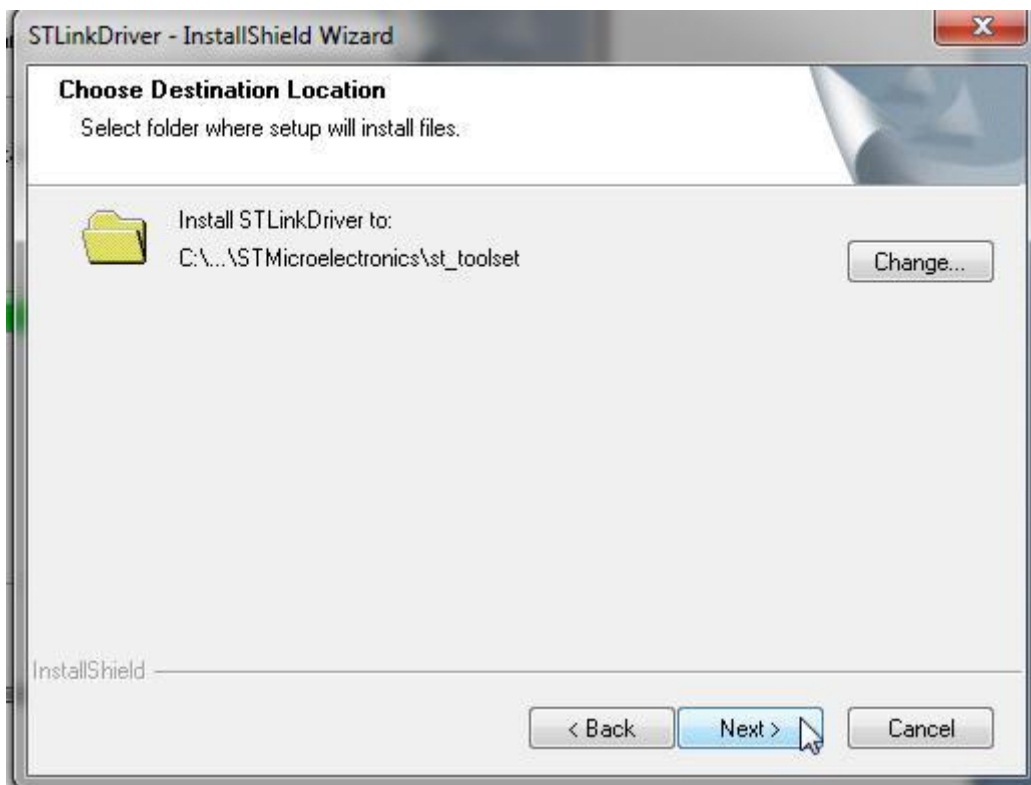 STLinkDriver - InstallShield Wizard
Choose Destination Location
Select folder where setup will install files.
Install STLinkDriver to:
C:\...\STMicroelectronics\st_toolset
Change...
InstallShield
< Back
Next >
Cancel